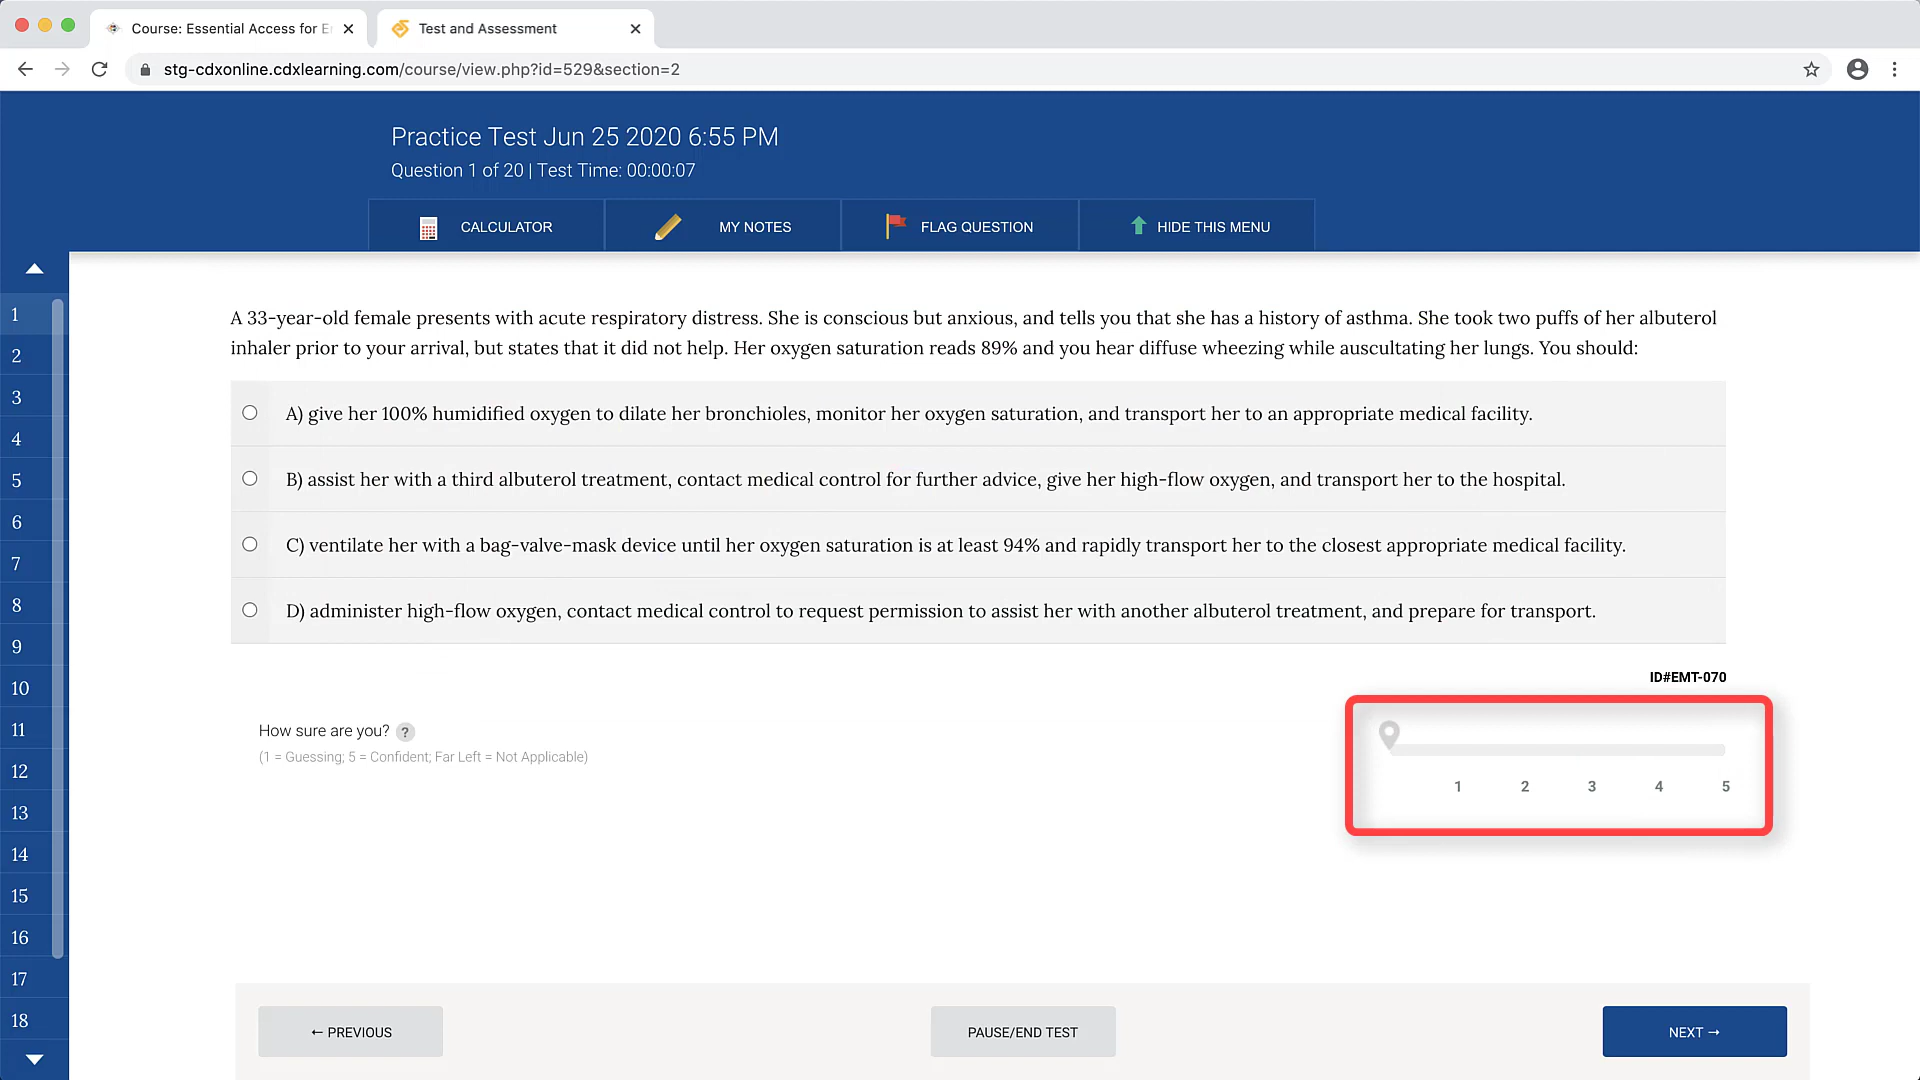 Course: Essential Access for E
Test and Assessment
stg-cdxonline.cdxlearning.com/course/view.php?id=529&section=2
Practice Test Jun 25 2020 6:55 PM
Question 1 of 20 | Test Time: 00:00:07
CALCULATOR
MY NOTES
FLAG QUESTION
HIDE THIS MENU
1
2
3
4
5
6
7
8
9
10
11
12
13
14
15
16
17
18
A 33-year-old female presents with acute respiratory distress. She is conscious but anxious, and tells you that she has a history of asthma. She took two puffs of her albuterol
inhaler prior to your arrival, but states that it did not help. Her oxygen saturation reads 89% and you hear diffuse wheezing while auscultating her lungs. You should:
A) give her 100% humidified oxygen to dilate her bronchioles, monitor her oxygen saturation, and transport her to an appropriate medical facility.
B) assist her with a third albuterol treatment, contact medical control for further advice, give her high-flow oxygen, and transport her to the hospital.
C) ventilate her with a bag-valve-mask device until her oxygen saturation is at least 94% and rapidly transport her to the closest appropriate medical facility.
D) administer high-flow oxygen, contact medical control to request permission to assist her with another albuterol treatment, and prepare for transport.
ID#EMT-070
How sure are you? ?
(1 = Guessing; 5 = Confident; Far Left = Not Applicable)
1 2 3 4 5
← PREVIOUS
PAUSE/END TEST
NEXT →